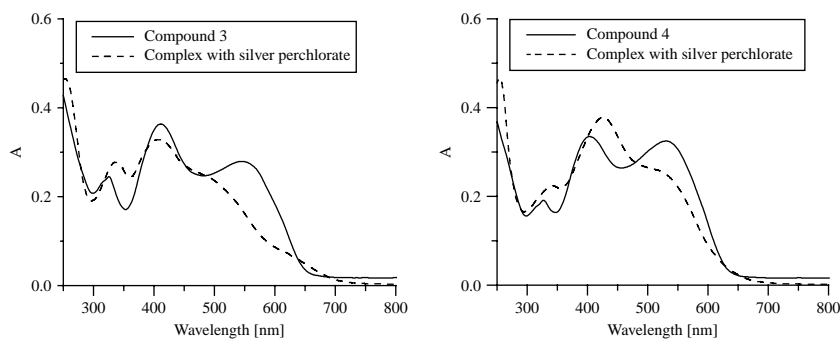 0.6
Compound 3
Complex with silver perchlorate
0.4
A
0.2
0.0
300 400 500 600 700 800
Wavelength [nm]
0.6
Compound 4
Complex with silver perchlorate
0.4
A
0.2
0.0
300 400 500 600 700 800
Wavelength [nm]